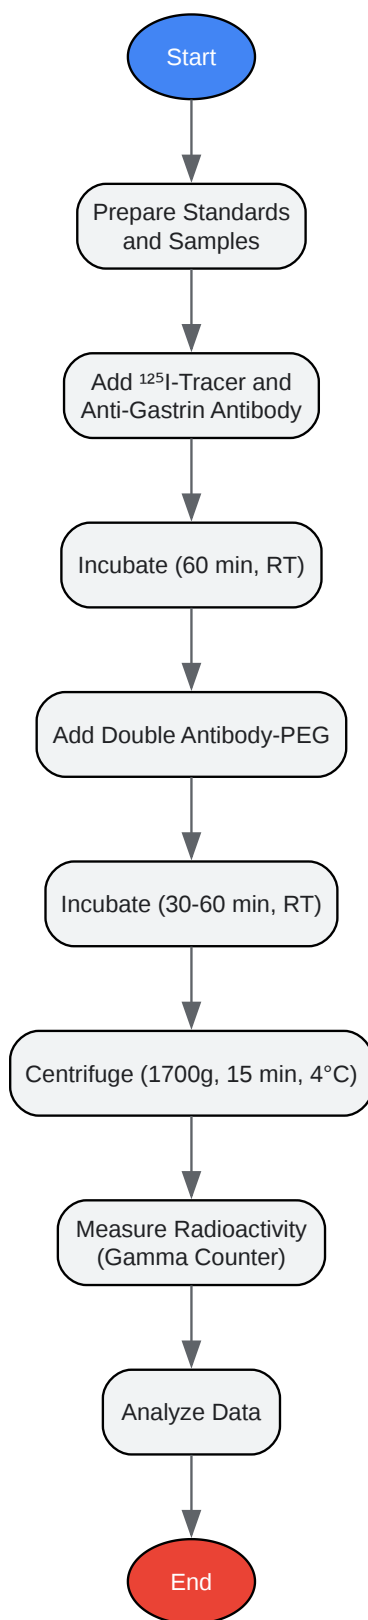 Start
Prepare Standards
and Samples
Add ¹²⁵I-Tracer and
Anti-Gastrin Antibody
Incubate (60 min, RT)
Add Double Antibody-PEG
Incubate (30-60 min, RT)
Centrifuge (1700g, 15 min, 4°C)
Measure Radioactivity
(Gamma Counter)
Analyze Data
End